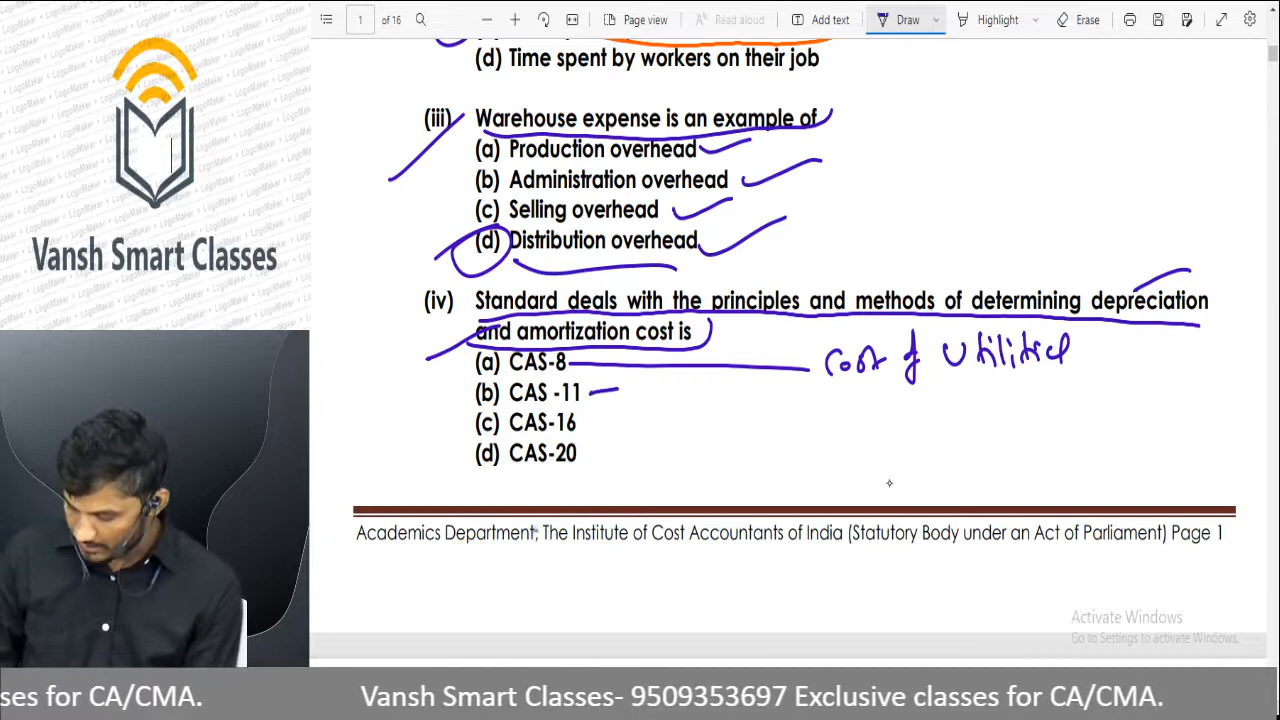 1 of 16 Page view Read aloud Add text Draw Highlight Erase
(d) Time spent by workers on their job
(iii) Warehouse expense is an example of
(a) Production overhead
(b) Administration overhead
(c) Selling overhead
(d) Distribution overhead
(iv) Standard deals with the principles and methods of determining depreciation
and amortization cost is
(a) CAS-8 cost of Utilities
(b) CAS -11
(c) CAS-16
(d) CAS-20
Academics Department, The Institute of Cost Accountants of India (Statutory Body under an Act of Parliament) Page 1
Activate Windows
Go to Settings to activate Windows.
Vansh Smart Classes
ses for CA/CMA. Vansh Smart Classes- 9509353697 Exclusive classes for CA/CMA.